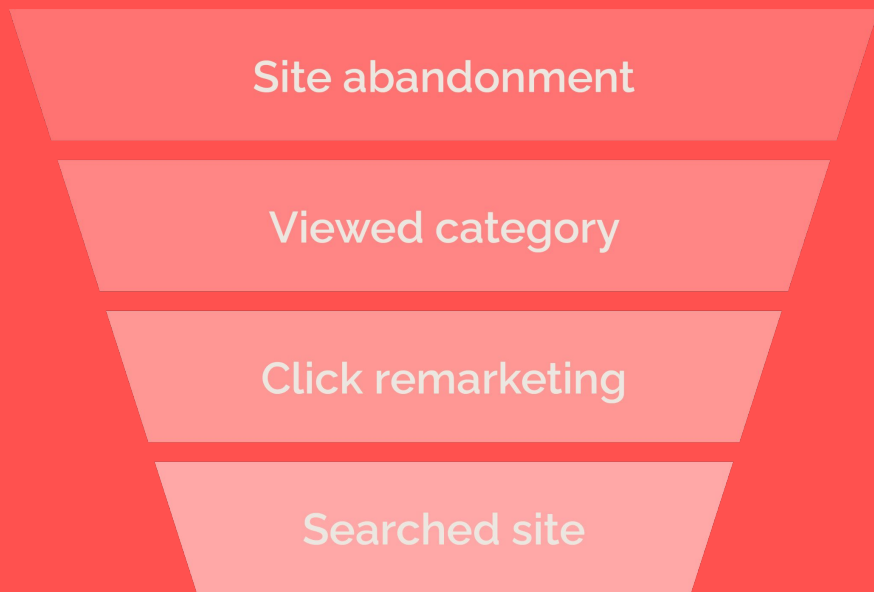 Site abandonment
Viewed category
Click remarketing
Searched site